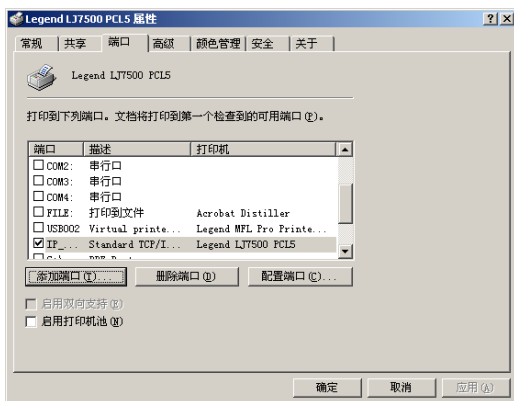 Legend LJ7500 PCL5 属性
常规 共享 端口 高级 颜色管理 安全 关于
Legend LJ7500 PCL5
打印到下列端口。文档将打印到第一个检查到的可用端口(P)。
端口 描述 打印机
COM2: 串行口
COM3: 串行口
COM4: 串行口
FILE: 打印到文件 Acrobat Distiller
USB002 Virtual printe... Legend MFL Pro Printe...
IP_... Standard TCP/I... Legend LJ7500 PCL5
添加端口(T)... 删除端口(D) 配置端口(C)...
启用双向支持(E)
启用打印机池(N)
确定 取消 应用(A)